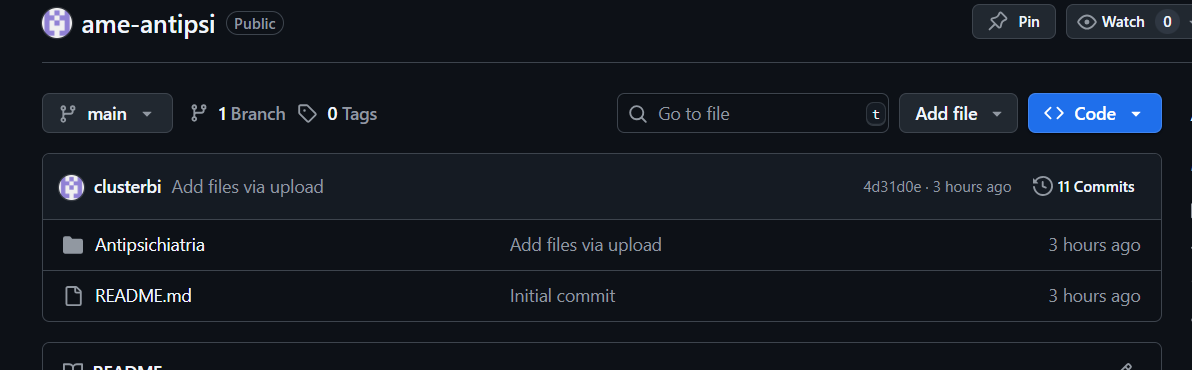 ame-antipsi Public Pin Watch 0
main 1 Branch 0 Tags Go to file t Add file Code
clusterbi Add files via upload 4d31d0e · 3 hours ago 11 Commits
Antipsichiatria Add files via upload 3 hours ago
README.md Initial commit 3 hours ago
README